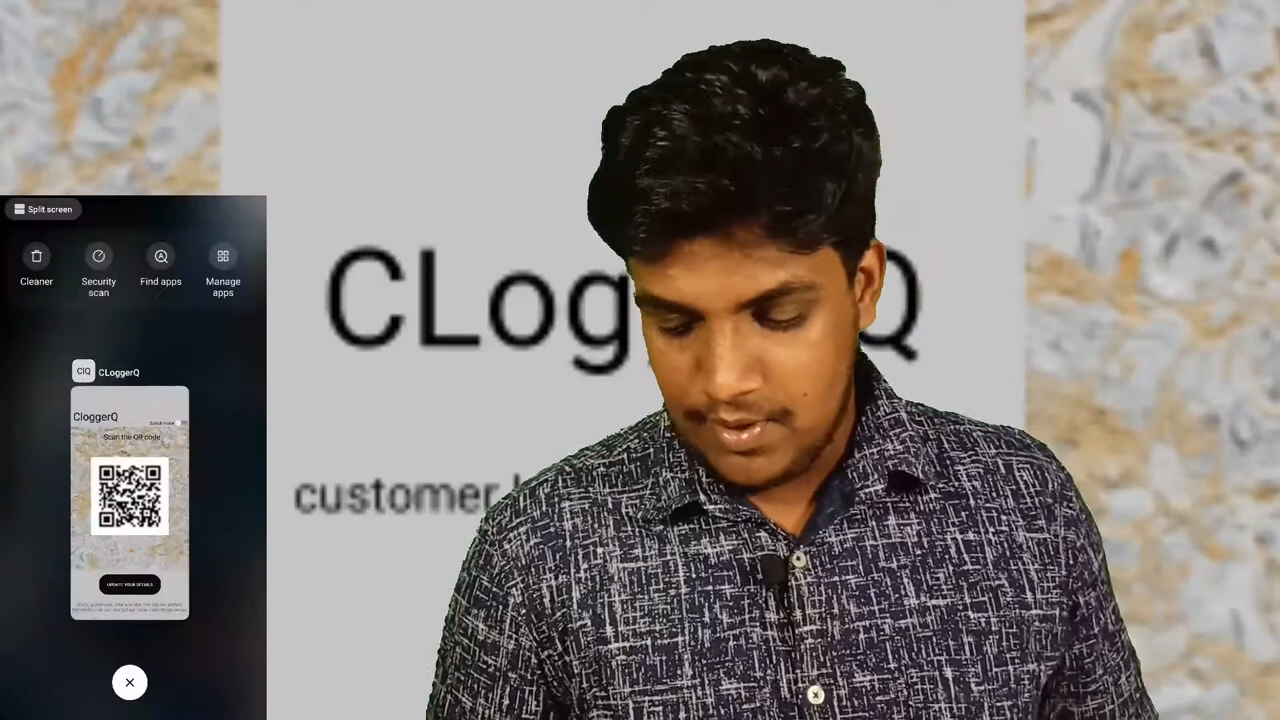 Split screen
Cleaner
Security
scan
Find apps
Manage
apps
CLog Q
customer
ClQ
CLoggerQ
CloggerQ
Scan the QR code
UPDATE YOUR DETAILS